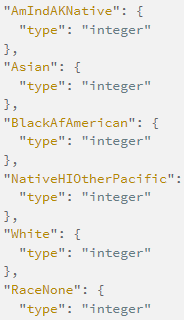 "AmIndAKNative": {
"type": "integer"
},
"Asian": {
"type": "integer"
},
"BlackAfAmerican": {
"type": "integer"
},
"NativeHIOtherPacific":
"type": "integer"
},
"White": {
"type": "integer"
},
"RaceNone": {
"type": "integer"